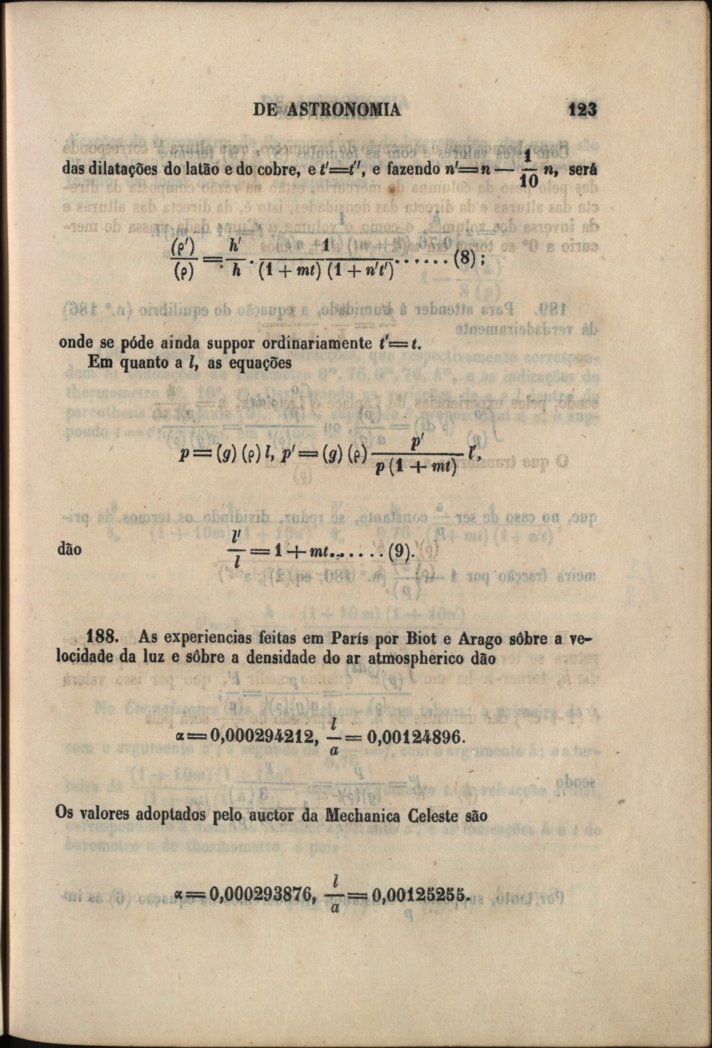 DE ASTRONOMIA 123
das dilatações do latão e do cobre, e t'=t'', e fazendo n'=n — 1/10 n, será
(ρ')/(ρ) = h'/h · 1/((1 + mt) (1 + n't')) ...... (8);
onde se póde ainda suppor ordinariamente t'=t.
Em quanto a l, as equações
p = (g) (ρ) l, p' = (g) (ρ) p'/(p (1 + mt)) l',
dão l'/l = 1 + mt....... (9).
188. As experiencias feitas em París por Biot e Arago sôbre a ve-
locidade da luz e sôbre a densidade do ar atmospherico dão
α = 0,000294212, l/a = 0,00124896.
Os valores adoptados pelo auctor da Mechanica Celeste são
α = 0,000293876, l/a = 0,00125255.